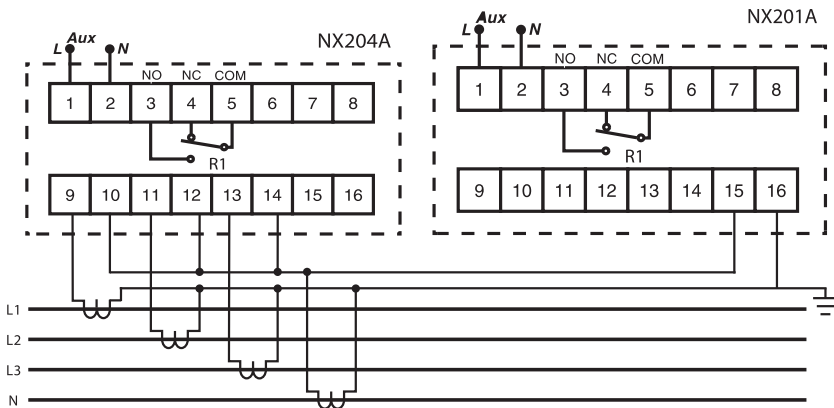 Aux
L N
NX204A
NO NC COM
1 2 3 4 5 6 7 8
R1
9 10 11 12 13 14 15 16
Aux
L N
NX201A
NO NC COM
1 2 3 4 5 6 7 8
R1
9 10 11 12 13 14 15 16
L1
L2
L3
N